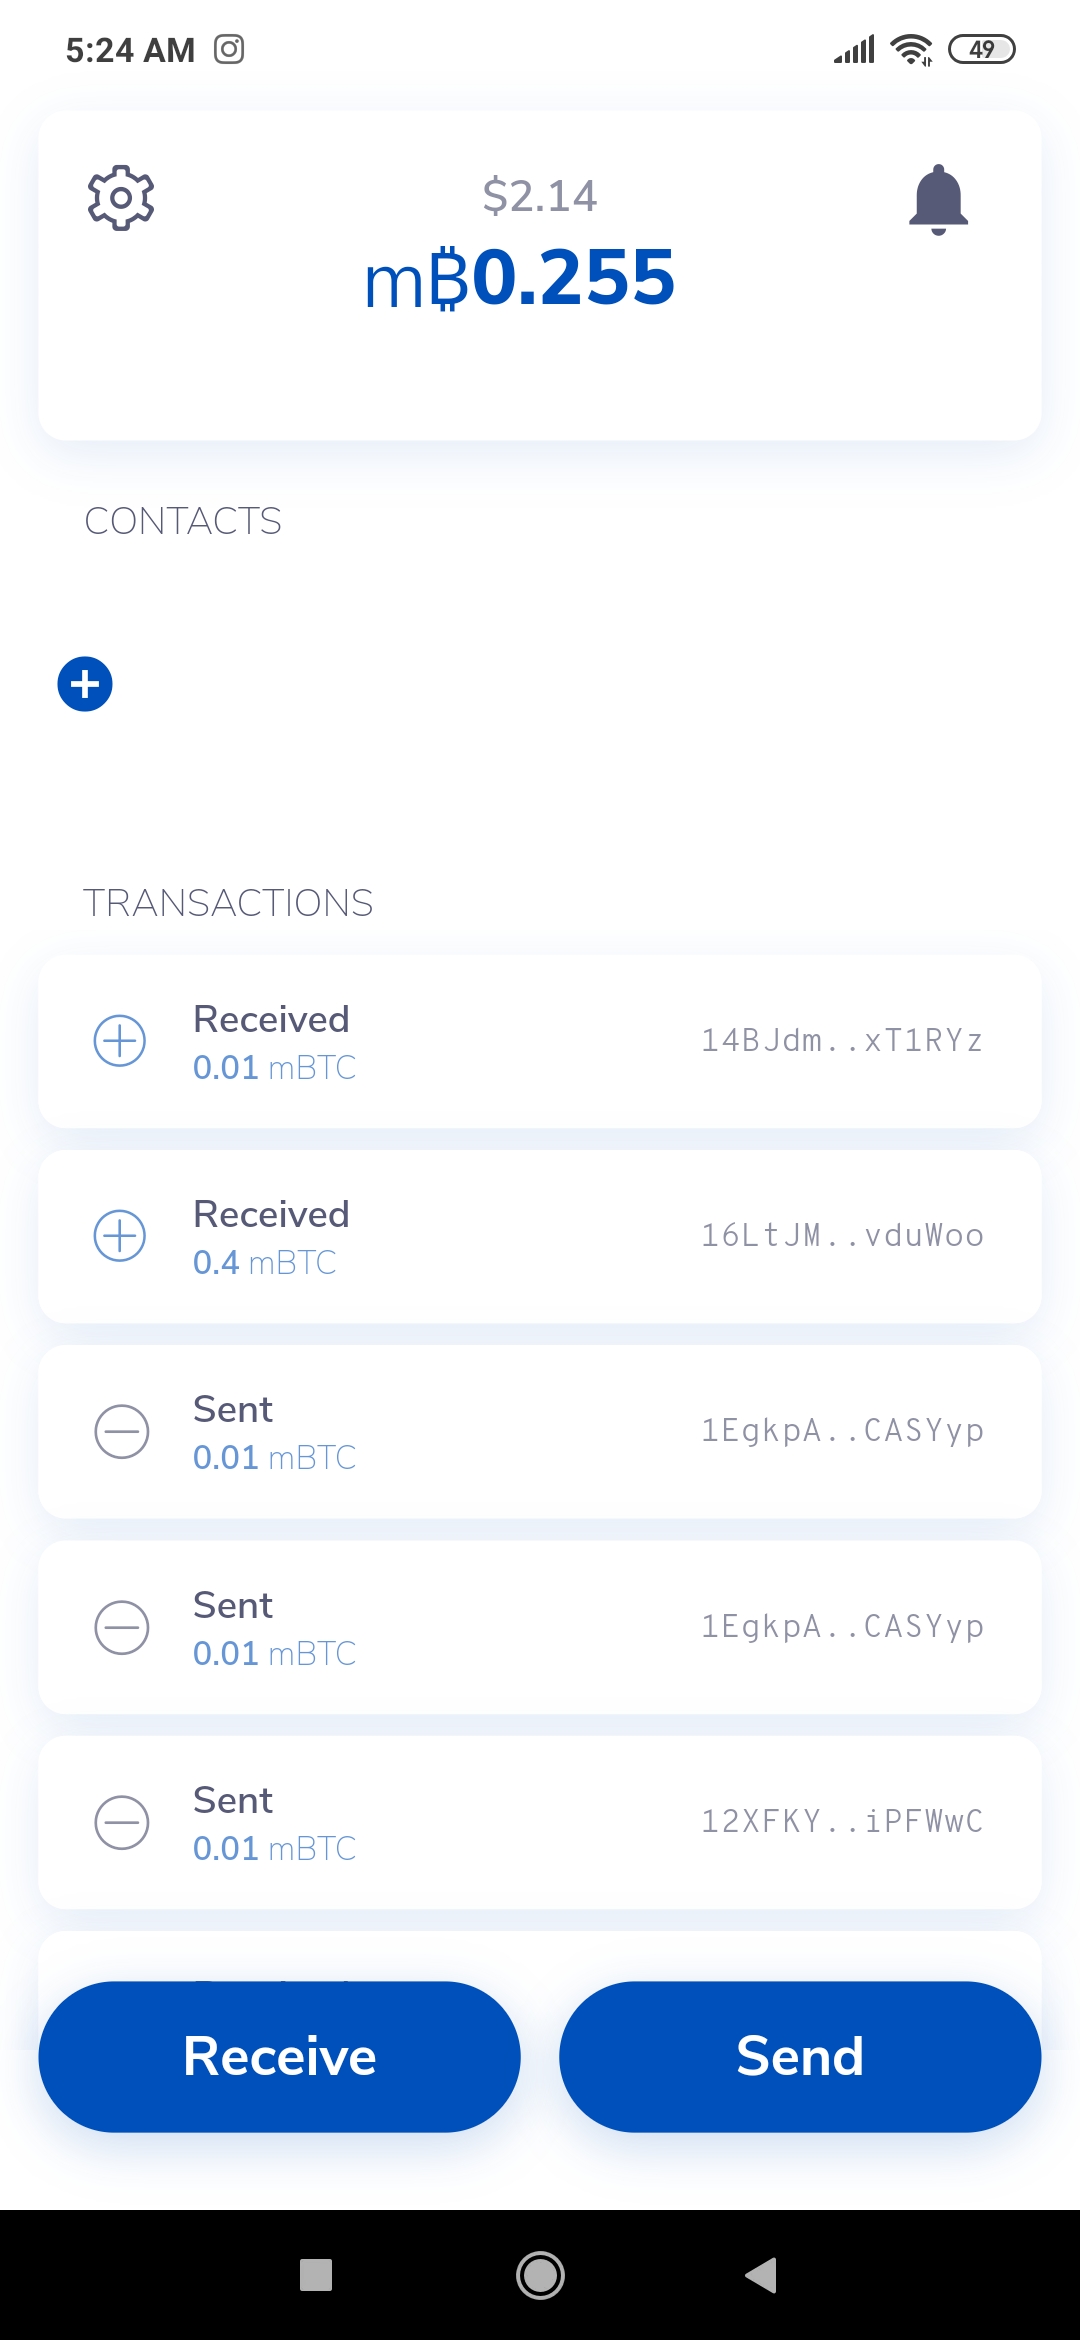 5:24 AM
49
$2.14
m₿0.255
CONTACTS
TRANSACTIONS
Received
0.01 mBTC
14BJdm..xT1RYz
Received
0.4 mBTC
16LtJM..vduWoo
Sent
0.01 mBTC
1EgkpA..CASYyp
Sent
0.01 mBTC
1EgkpA..CASYyp
Sent
0.01 mBTC
12XFKY..iPFWwC
Receive
Send